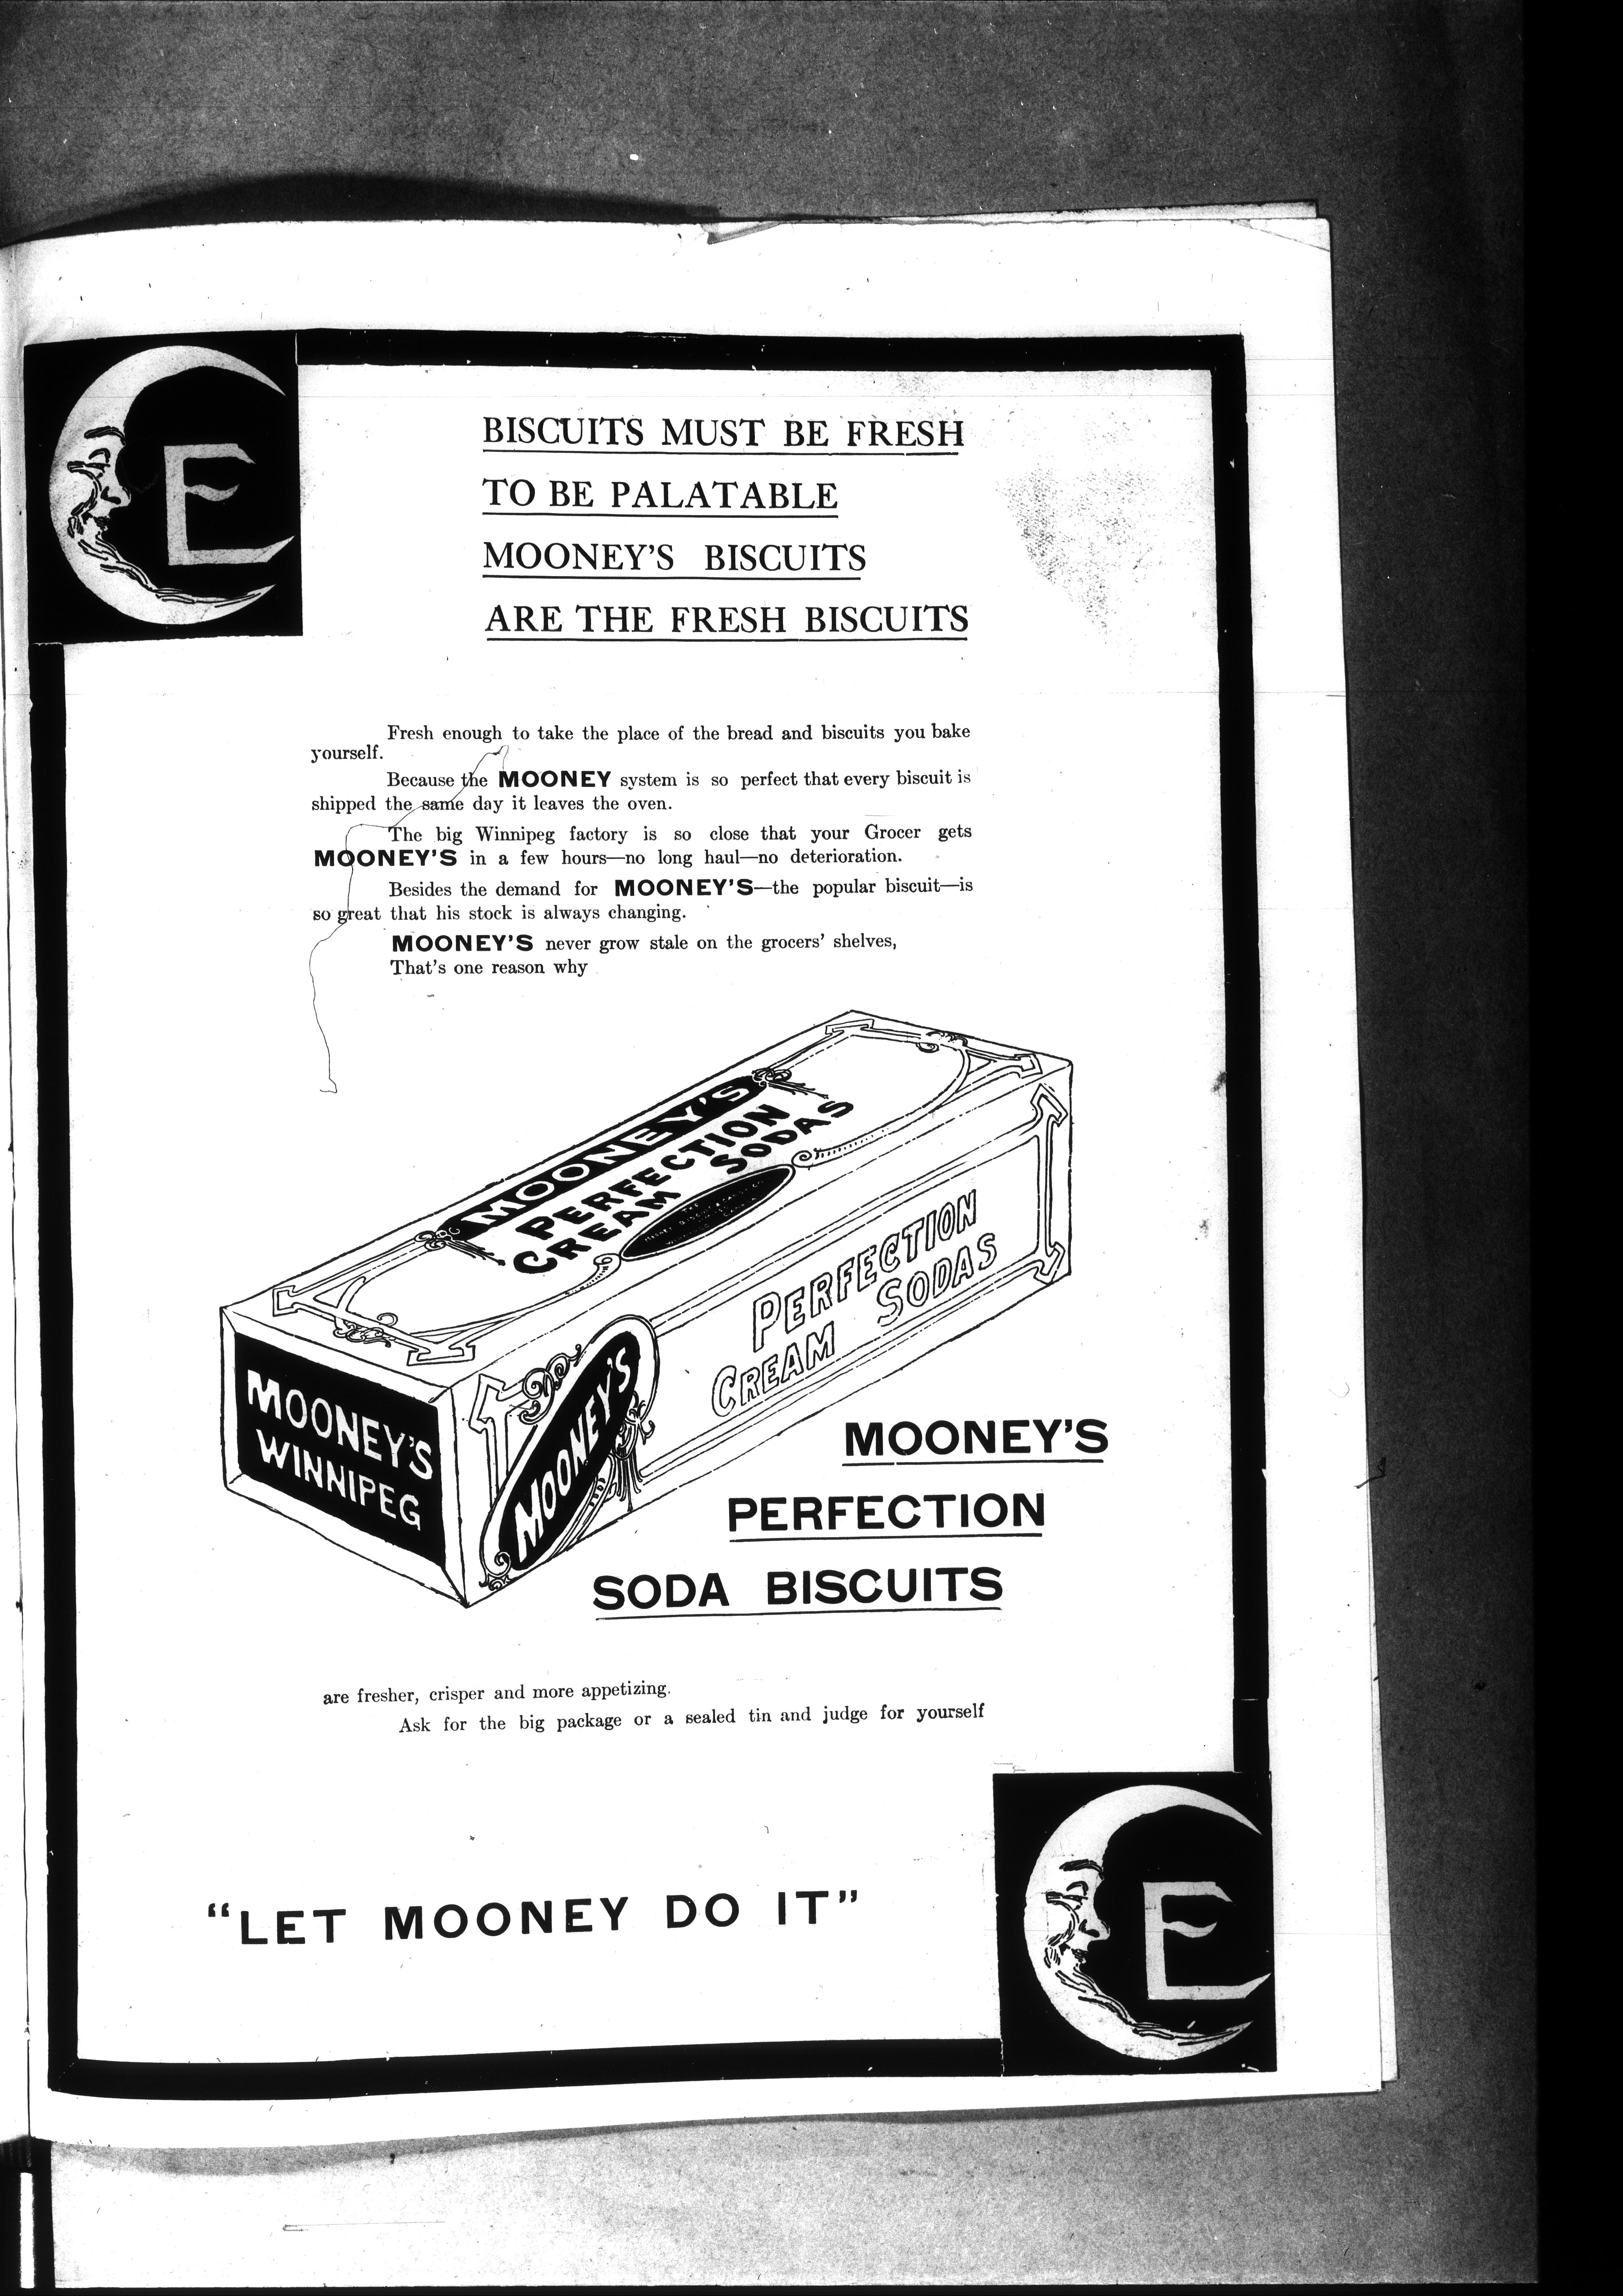 E
BISCUITS MUST BE FRESH
TO BE PALATABLE
MOONEY'S BISCUITS
ARE THE FRESH BISCUITS
Fresh enough to take the place of the bread and biscuits you bake
yourself.
Because the MOONEY system is so perfect that every biscuit is
shipped the same day it leaves the oven.
The big Winnipeg factory is so close that your Grocer gets
MOONEY'S in a few hours—no long haul—no deterioration.
Besides the demand for MOONEY'S—the popular biscuit—is
so great that his stock is always changing.
MOONEY'S never grow stale on the grocers' shelves,
That's one reason why
MOONEY'S
PERFECTION
CREAM SODAS
PERFECTION
CREAM SODAS
MOONEY'S
MOONEY'S
WINNIPEG
MOONEY'S
PERFECTION
SODA BISCUITS
are fresher, crisper and more appetizing.
Ask for the big package or a sealed tin and judge for yourself
"LET MOONEY DO IT"
E